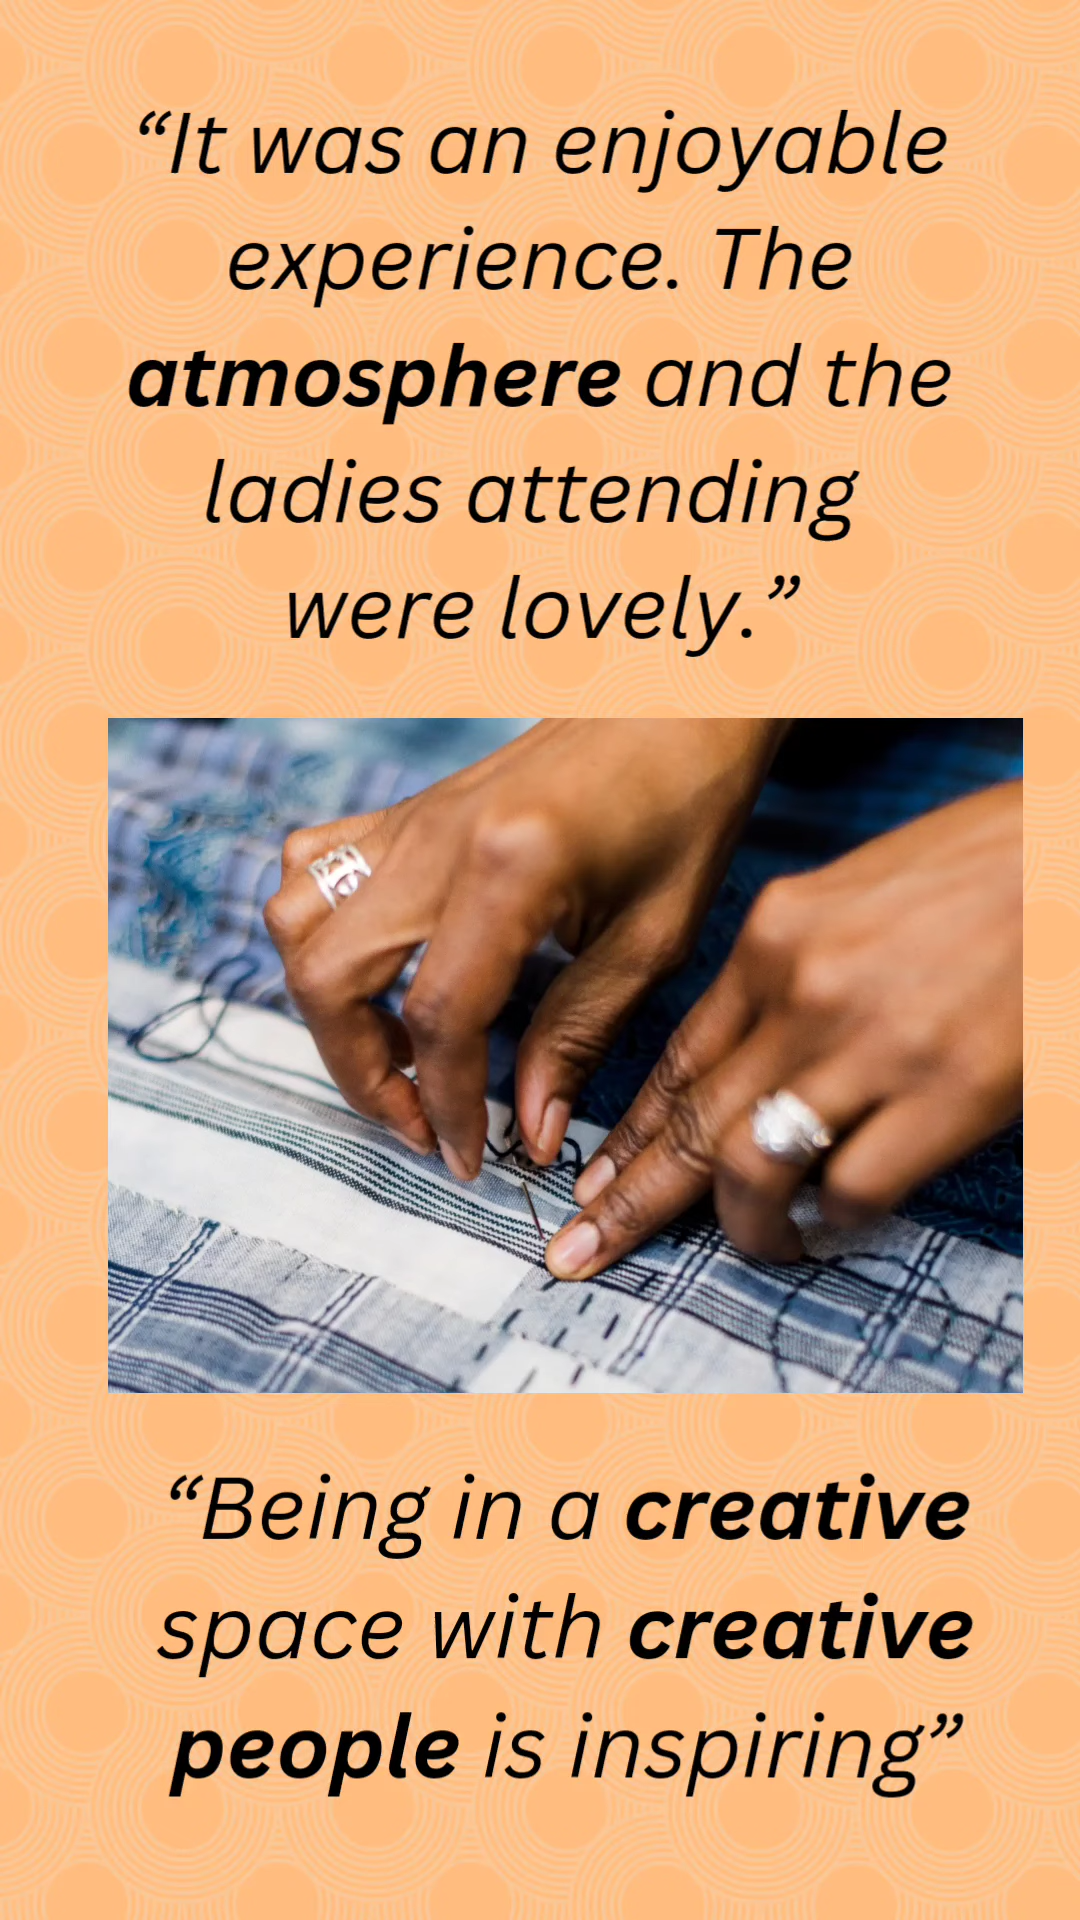 “It was an enjoyable
experience. The
atmosphere and the
ladies attending
were lovely.”
“Being in a creative
space with creative
people is inspiring”